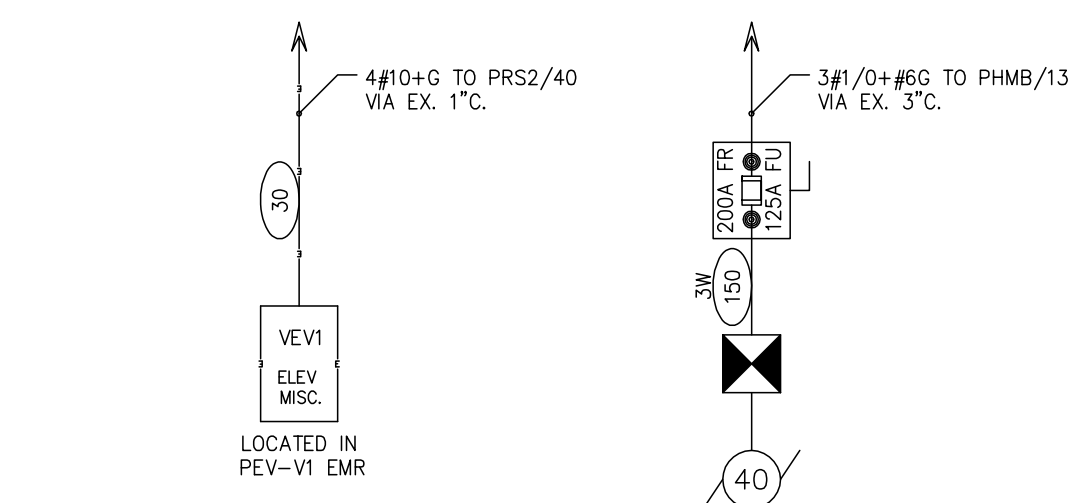 4#10+G TO PRS2/40
VIA EX. 1"C.
30
VEV1
ELEV
MISC.
LOCATED IN
PEV-V1 EMR
3#1/0+#6G TO PHMB/13
VIA EX. 3"C.
200A FR
125A FU
3W
150
40